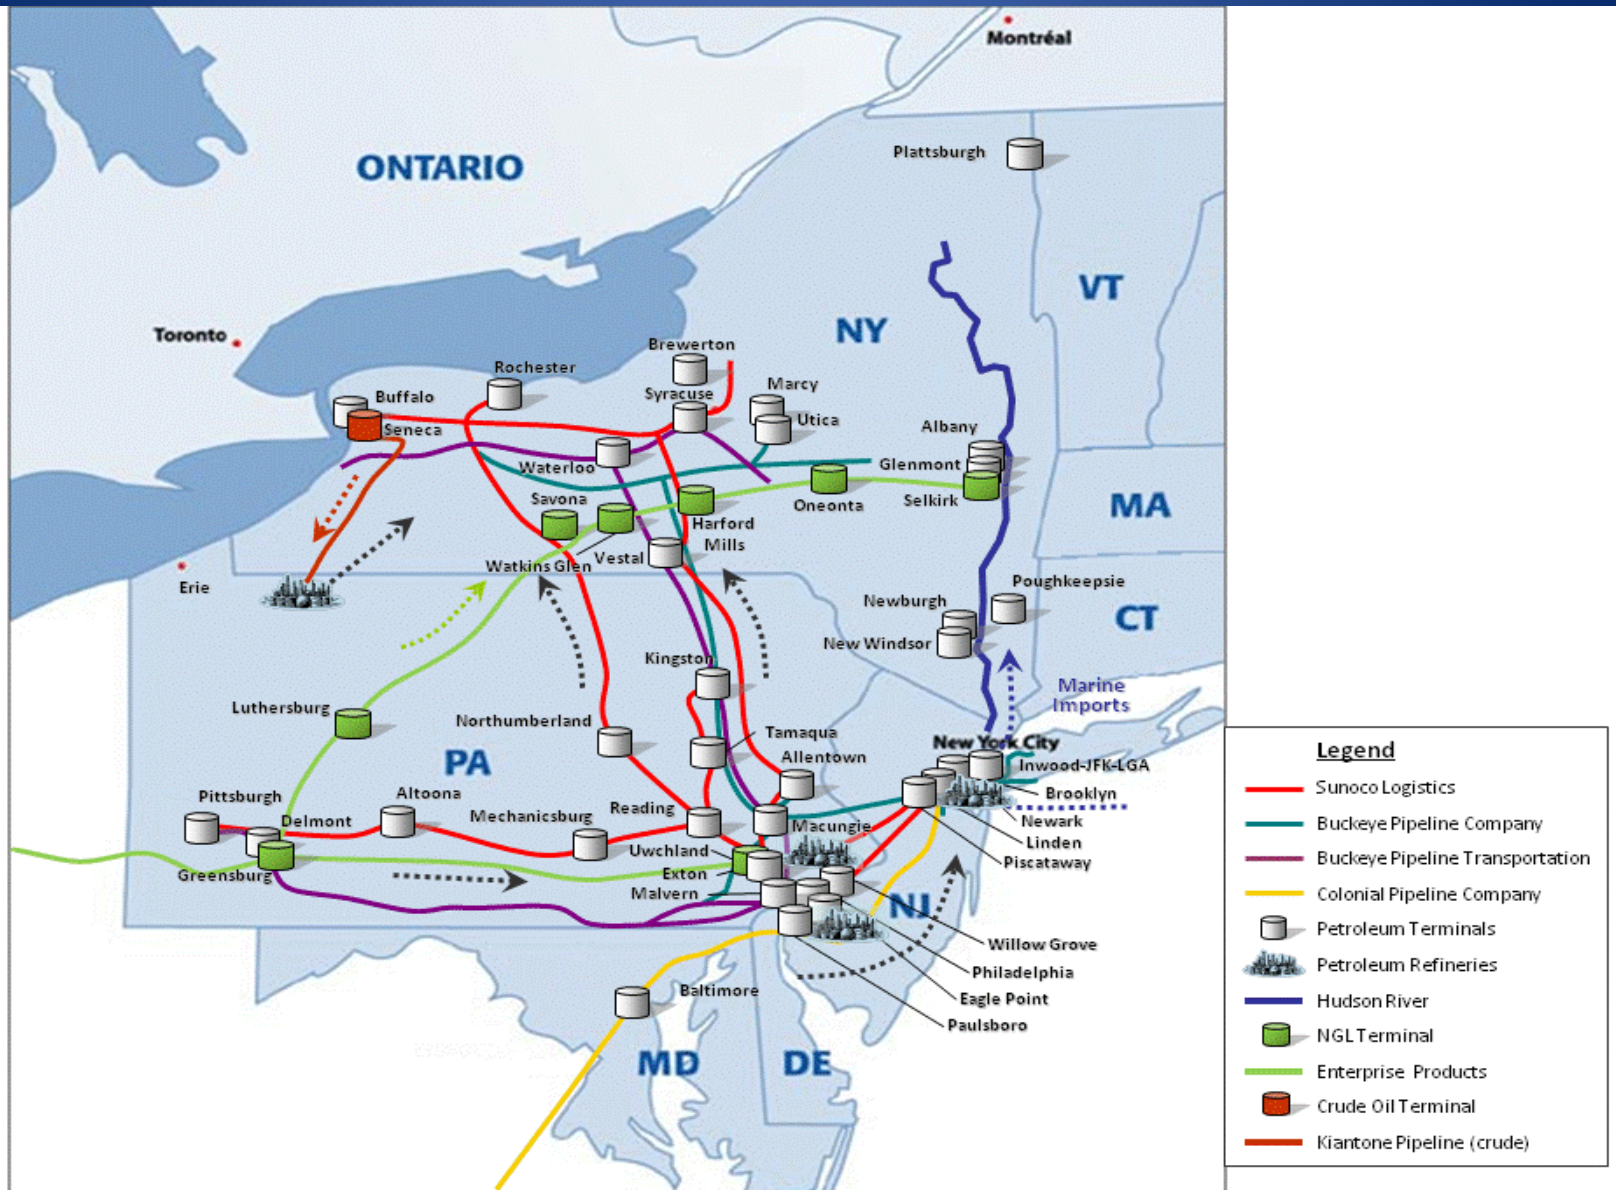 Montréal
Plattsburgh
ONTARIO
VT
NY
Toronto
Brewerton
Rochester
Marcy
Syracuse
Buffalo
Utica
Seneca
Albany
Waterloo
Glenmont
Savona
Oneonta
Selkirk
MA
Harford
Mills
Watkins Glen
Vestal
Erie
Poughkeepsie
Newburgh
CT
New Windsor
Kingston
Marine
Imports
Luthersburg
Northumberland
Tamaqua
New York City
PA
Allentown
Inwood-JFK-LGA
Pittsburgh
Altoona
Brooklyn
Mechanicsburg
Reading
Delmont
Macungie
Newark
Linden
Uwchland
Piscataway
Exton
Greensburg
Malvern
NJ
Willow Grove
Philadelphia
Baltimore
Eagle Point
Paulsboro
MD
DE
Legend
Sunoco Logistics
Buckeye Pipeline Company
Buckeye Pipeline Transportation
Colonial Pipeline Company
Petroleum Terminals
Petroleum Refineries
Hudson River
NGL Terminal
Enterprise Products
Crude Oil Terminal
Kiantone Pipeline (crude)